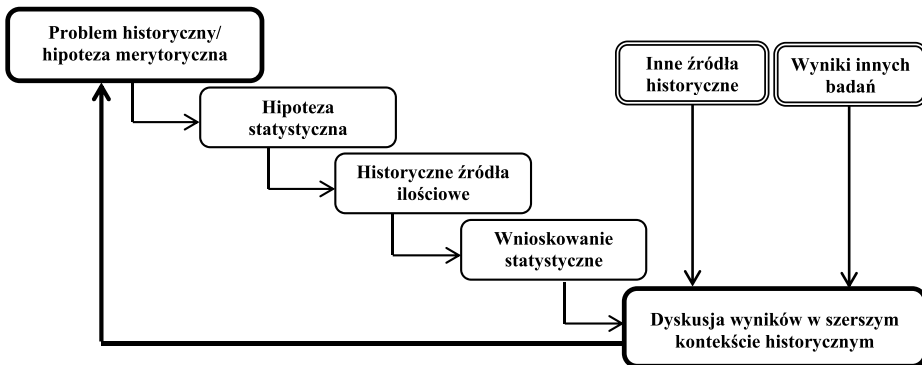 Problem historyczny/
hipoteza merytoryczna
Inne źródła
historyczne
Wyniki innych
badań
Hipoteza
statystyczna
Historyczne źródła
ilościowe
Wnioskowanie
statystyczne
Dyskusja wyników w szerszym
kontekście historycznym